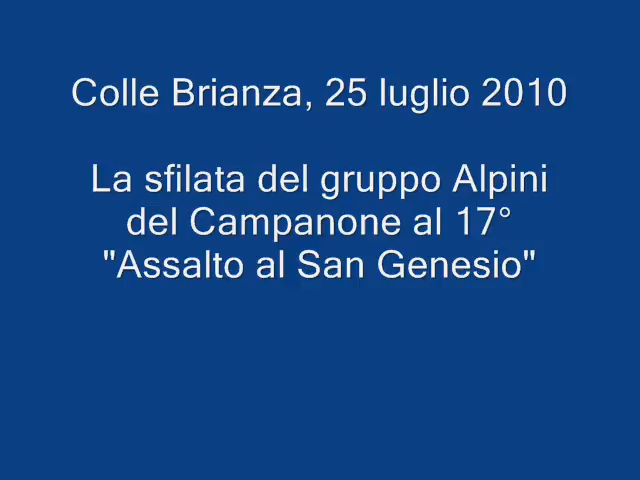 Colle Brianza, 25 luglio 2010
La sfilata del gruppo Alpini
del Campanone al 17°
"Assalto al San Genesio"